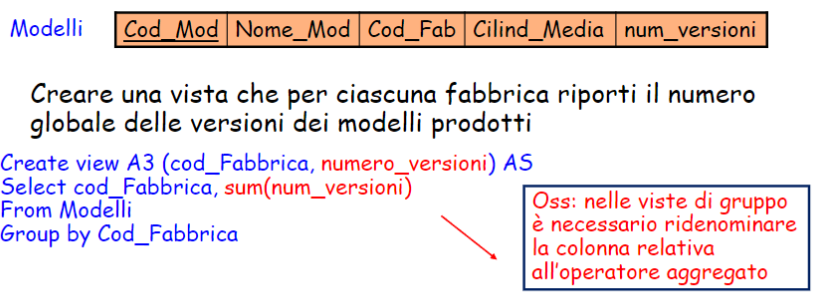 Modelli Cod_Mod Nome_Mod Cod_Fab Cilind_Media num_versioni
Creare una vista che per ciascuna fabbrica riporti il numero
globale delle versioni dei modelli prodotti
Create view A3 (cod_Fabbrica, numero_versioni) AS
Select cod_Fabbrica, sum(num_versioni)
From Modelli
Group by Cod_Fabbrica
Oss: nelle viste di gruppo
è necessario ridenominare
la colonna relativa
all'operatore aggregato